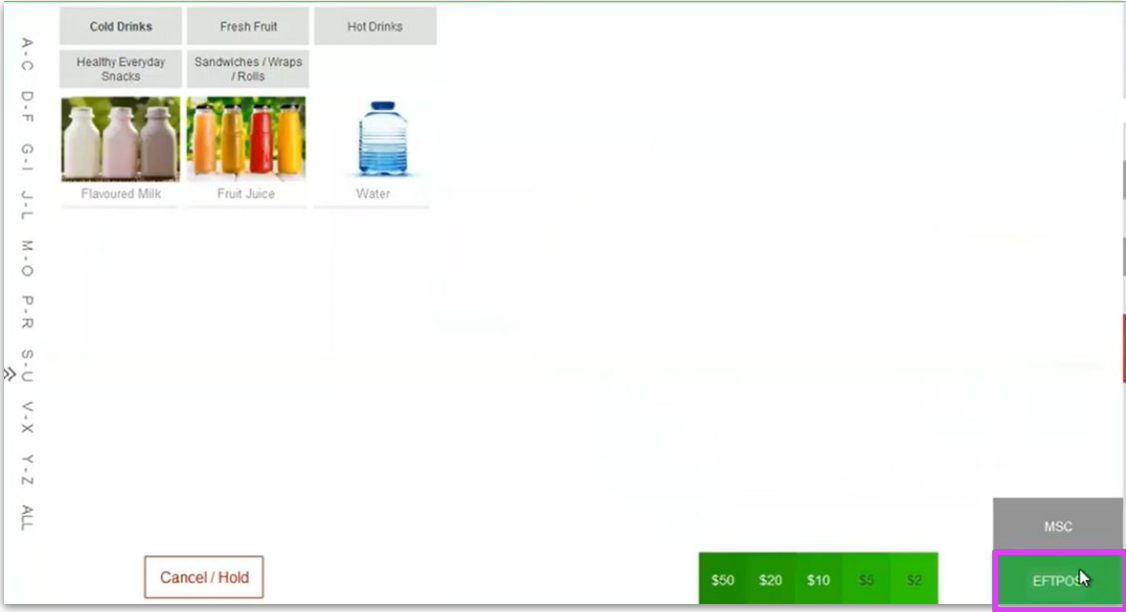 A-C
D-F
G-I
J-L
M-O
P-R
S-U
V-X
Y-Z
ALL
Cold Drinks
Fresh Fruit
Hot Drinks
Healthy Everyday
Snacks
Sandwiches / Wraps
/ Rolls
Flavoured Milk
Fruit Juice
Water
MSC
Cancel / Hold
$50
$20
$10
$5
$2
EFTPOS